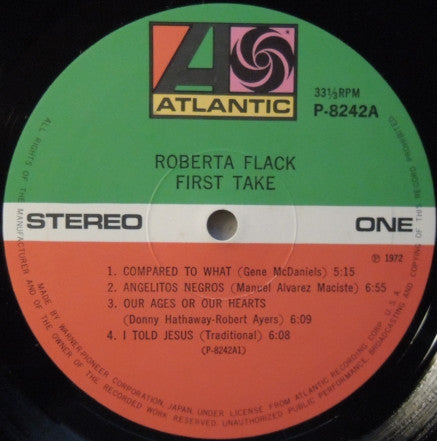 ATLANTIC
33⅓RPM
P-8242A
ROBERTA FLACK
FIRST TAKE
STEREO
ONE
Ⓟ 1972
1. COMPARED TO WHAT (Gene McDaniels) 5:15
2. ANGELITOS NEGROS (Manuel Alvarez Maciste) 6:55
3. OUR AGES OR OUR HEARTS
(Donny Hathaway-Robert Ayers) 6:09
4. I TOLD JESUS (Traditional) 6:08
(P-8242A1)
ALL RIGHTS OF THE MANUFACTURER AND OF THE OWNER OF THE RECORDED WORK RESERVED. UNAUTHORIZED PUBLIC PERFORMANCE, BROADCASTING AND COPYING OF THIS RECORD PROHIBITED
MADE BY WARNER-PIONEER CORPORATION, JAPAN, UNDER LICENSE FROM ATLANTIC RECORDING CORP. U.S.A.